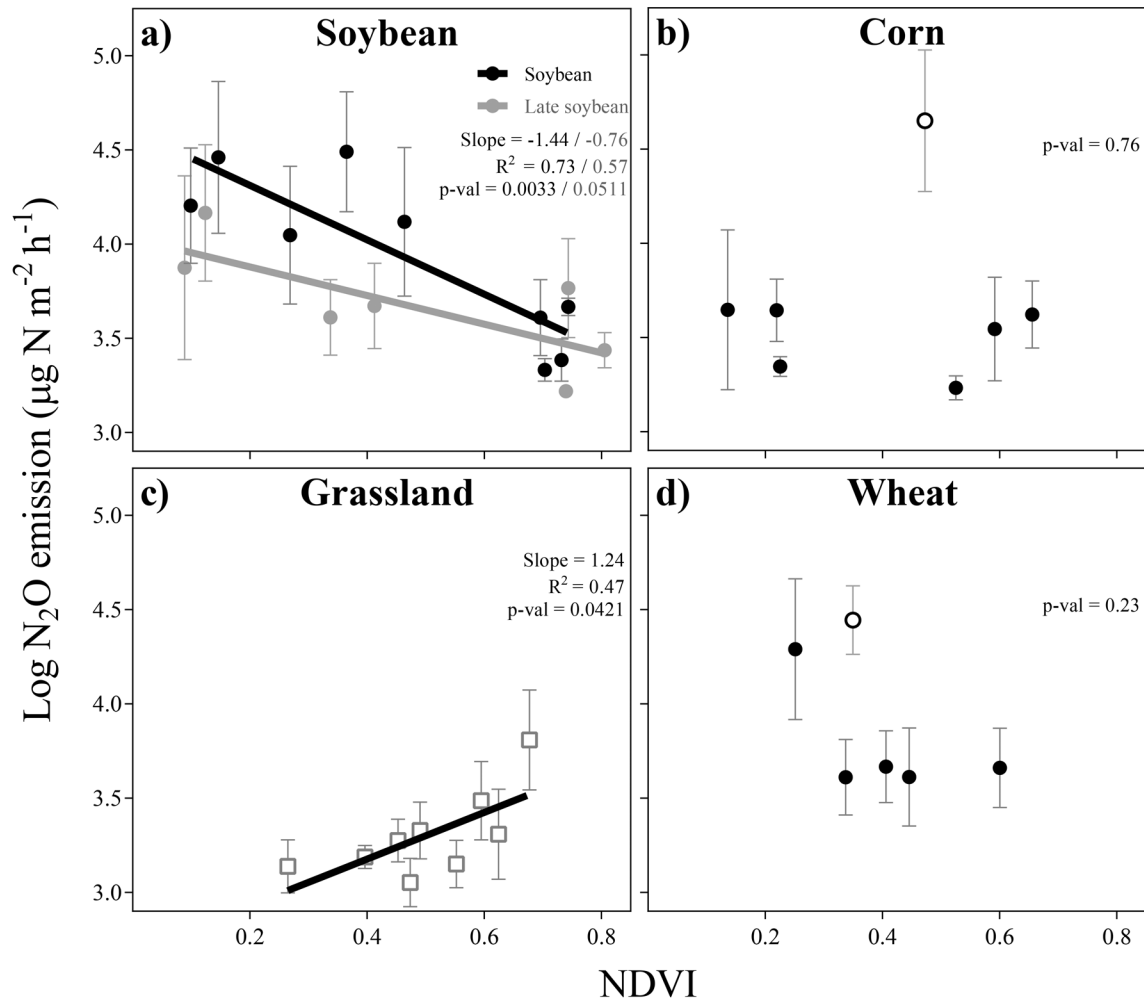 a) Soybean
Soybean
Late soybean
Slope = -1.44 / -0.76
R² = 0.73 / 0.57
p-val = 0.0033 / 0.0511
b) Corn
p-val = 0.76
5.0
4.5
4.0
3.5
3.0
c) Grassland
Slope = 1.24
R² = 0.47
p-val = 0.0421
d) Wheat
p-val = 0.23
5.0
4.5
4.0
3.5
3.0
0.2 0.4 0.6 0.8
0.2 0.4 0.6 0.8
Log N₂O emission (µg N m⁻² h⁻¹)
NDVI